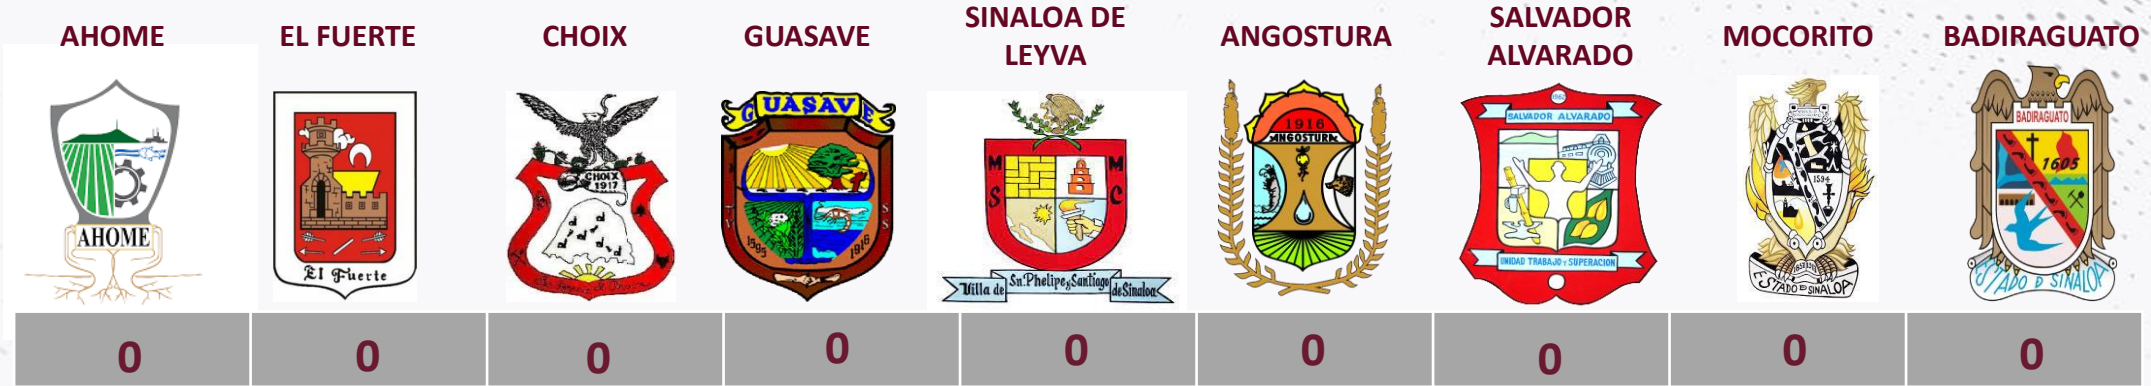 AHOME
EL FUERTE
CHOIX
GUASAVE
SINALOA DE
LEYVA
ANGOSTURA
SALVADOR
ALVARADO
MOCORITO
BADIRAGUATO
AHOME
El Fuerte
CHOIX
1917
GUASAVE
1595
1916
M M
S C
Villa de Sn. Phelipe y Santiago de Sinaloa
1916
ANGOSTURA
1962
SALVADOR ALVARADO
UNIDAD TRABAJO Y SUPERACION
1594
ESTADO DE SINALOA
BADIRAGUATO
1605
ESTADO D SINALOA
0 0 0 0 0 0 0 0 0